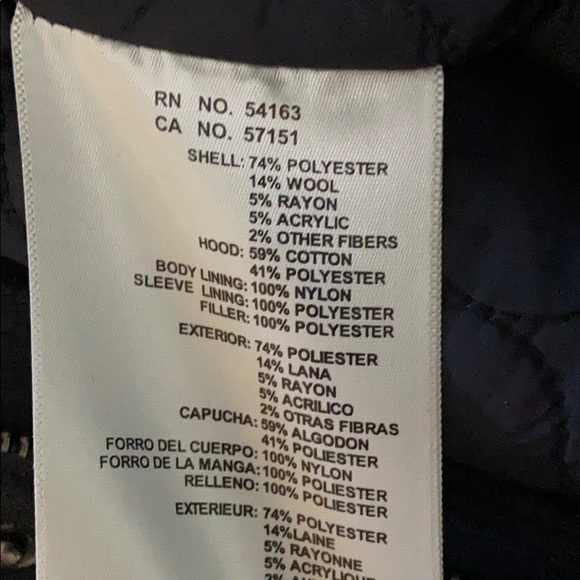 RN NO. 54163
CA NO. 57151
SHELL: 74% POLYESTER
14% WOOL
5% RAYON
5% ACRYLIC
2% OTHER FIBERS
HOOD: 59% COTTON
41% POLYESTER
BODY LINING: 100% NYLON
SLEEVE LINING: 100% POLYESTER
FILLER: 100% POLYESTER
EXTERIOR: 74% POLIESTER
14% LANA
5% RAYON
5% ACRILICO
2% OTRAS FIBRAS
CAPUCHA: 59% ALGODON
41% POLIESTER
FORRO DEL CUERPO: 100% NYLON
FORRO DE LA MANGA: 100% POLIESTER
RELLENO: 100% POLIESTER
EXTERIEUR: 74% POLYESTER
14%LAINE
5% RAYONNE
5% ACRYLIQUE
2%